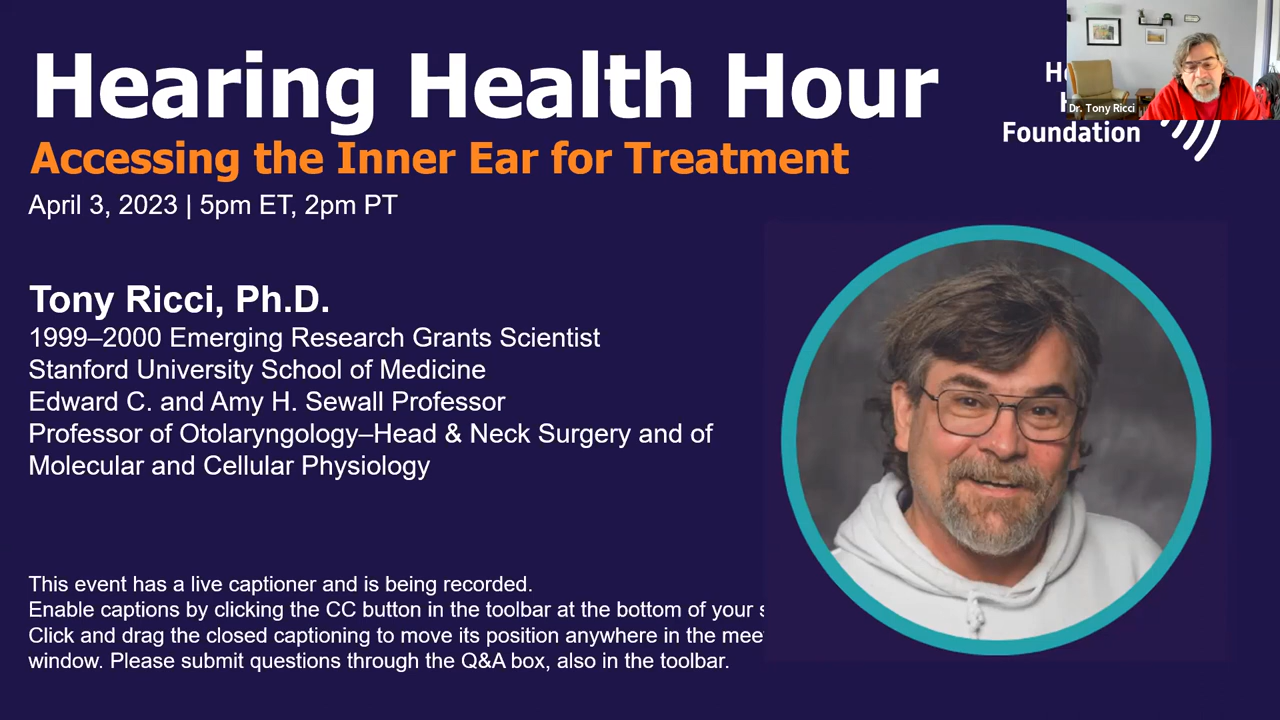 Hearing Health Hour
Accessing the Inner Ear for Treatment
April 3, 2023 | 5pm ET, 2pm PT
Dr. Tony Ricci
Foundation
Tony Ricci, Ph.D.
1999–2000 Emerging Research Grants Scientist
Stanford University School of Medicine
Edward C. and Amy H. Sewall Professor
Professor of Otolaryngology–Head & Neck Surgery and of
Molecular and Cellular Physiology
This event has a live captioner and is being recorded.
Enable captions by clicking the CC button in the toolbar at the bottom of your
Click and drag the closed captioning to move its position anywhere in the
window. Please submit questions through the Q&A box, also in the toolbar.